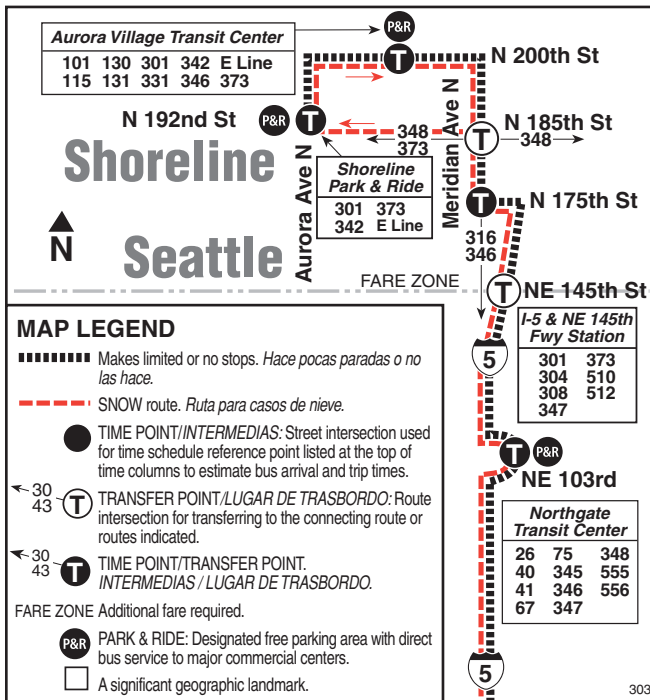 Aurora Village Transit Center
101 130 301 342 E Line
115 131 331 346 373
P&R
T
N 200th St
N 192nd St
P&R
T
348
373
T
N 185th St
348
Shoreline
Aurora Ave N
Meridian Ave N
Shoreline
Park & Ride
301 373
342 E Line
T
N 175th St
316
346
N
Seattle
FARE ZONE
T
NE 145th St
I-5 & NE 145th
Fwy Station
301 373
304 510
308 512
347
5
T
P&R
NE 103rd
Northgate
Transit Center
26 75 348
40 345 555
41 346 556
67 347
5
303
MAP LEGEND
Makes limited or no stops. Hace pocas paradas o no
las hace.
SNOW route. Ruta para casos de nieve.
TIME POINT/INTERMEDIAS: Street intersection used
for time schedule reference point listed at the top of
time columns to estimate bus arrival and trip times.
30
43
T
TRANSFER POINT/LUGAR DE TRASBORDO: Route
intersection for transferring to the connecting route or
routes indicated.
30
43
T
TIME POINT/TRANSFER POINT.
INTERMEDIAS / LUGAR DE TRASBORDO.
FARE ZONE Additional fare required.
P&R
PARK & RIDE: Designated free parking area with direct
bus service to major commercial centers.
A significant geographic landmark.